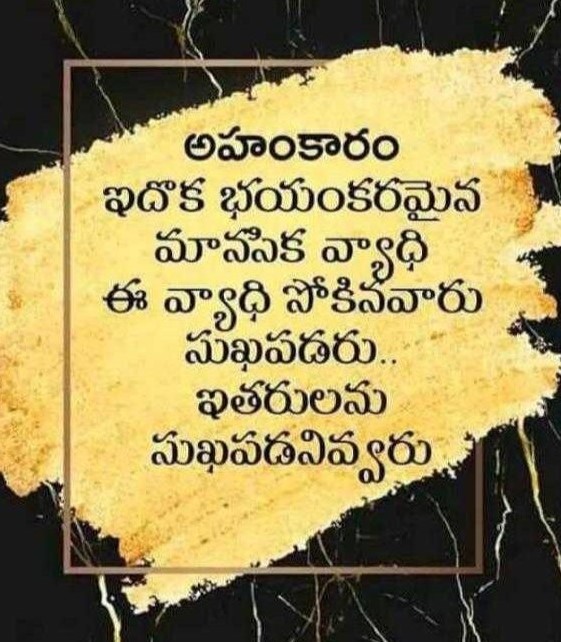 అహంకారం
ఇదొక భయంకరమైన
మానసిక వ్యాధి
ఈ వ్యాధి సోకినవారు
సుఖపడరు..
ఇతరులను
సుఖపడనివ్వరు